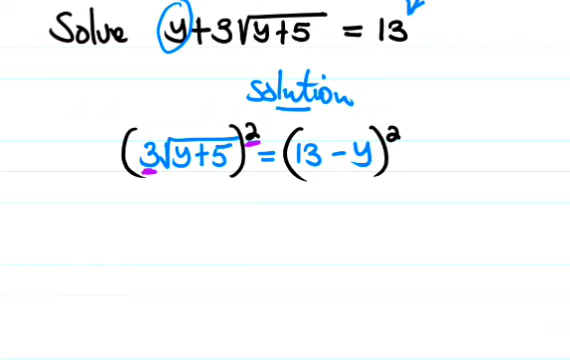 Solve y+3√(y+5) = 13
solution
(3√(y+5))² = (13 - y)²